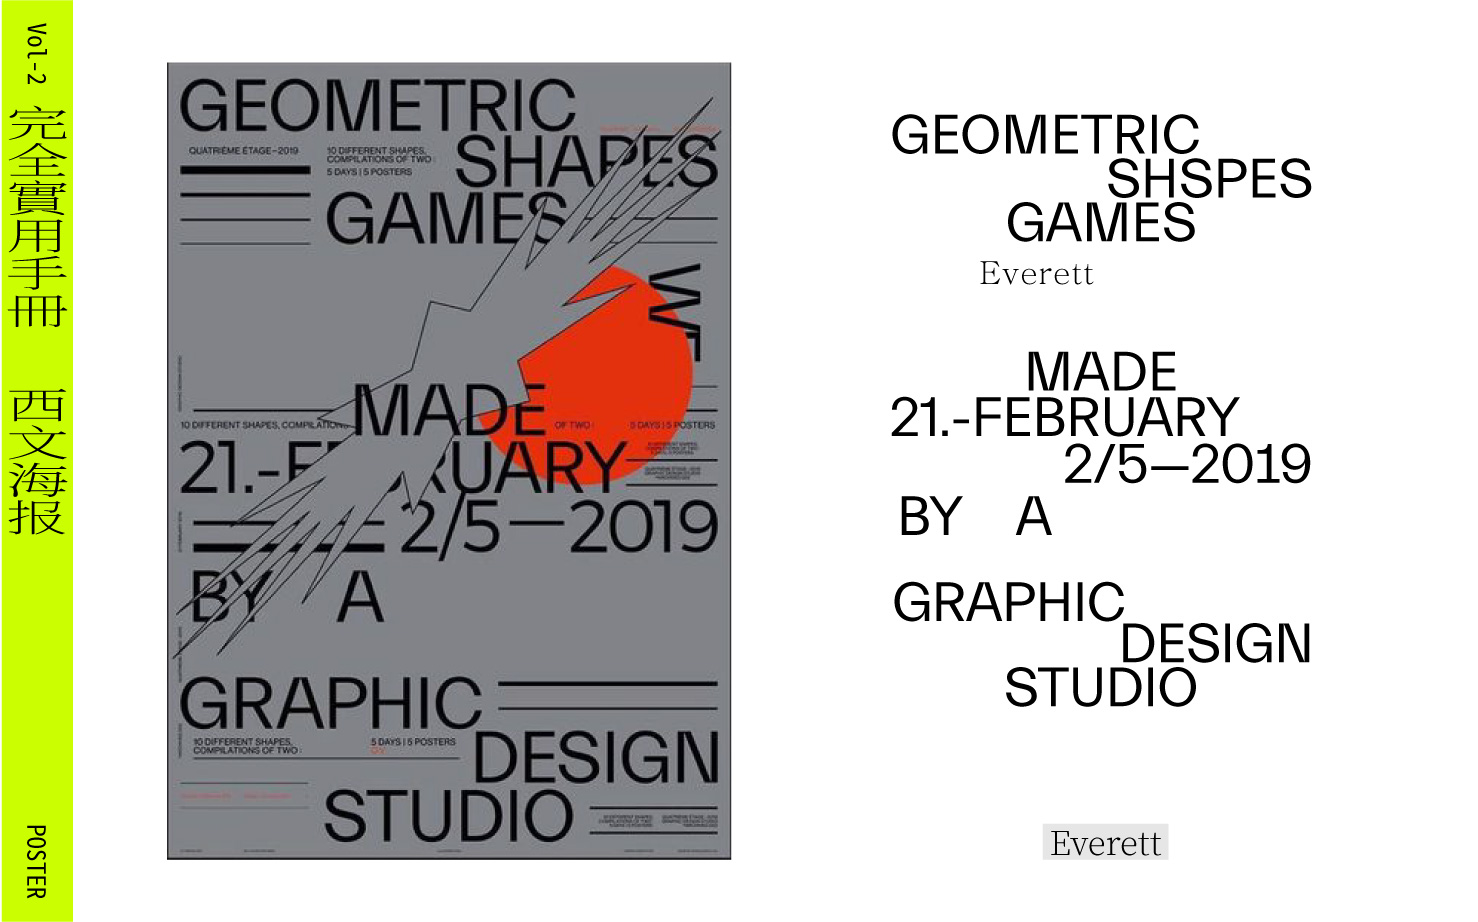 Vol-2
完全實用手冊
西文海报
POSTER
GEOMETRIC
QUATRIÈME ÉTAGE–2019
10 DIFFERENT SHAPES,
COMPILATIONS OF TWO :
5 DAYS | 5 POSTERS
SHAPES
GAMES
WE
MADE
10 DIFFERENT SHAPES, COMPILATIONS
OF TWO :
5 DAYS | 5 POSTERS
21.-FEBRUARY
2/5—2019
BY A
GRAPHIC
10 DIFFERENT SHAPES,
COMPILATIONS OF TWO :
5 DAYS | 5 POSTERS
DESIGN
STUDIO
GEOMETRIC
SHSPES
GAMES
Everett
MADE
21.-FEBRUARY
2/5—2019
BY A
GRAPHIC
DESIGN
STUDIO
Everett